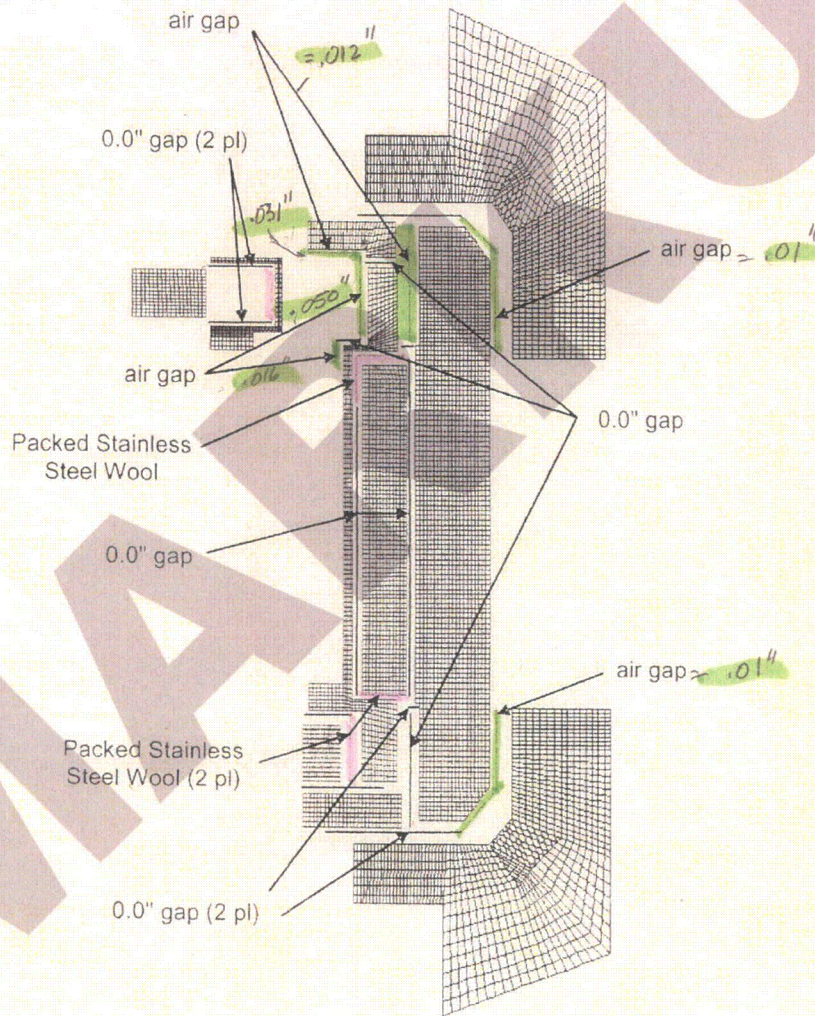 air gap
= .012"
0.0" gap (2 pl)
.031"
air gap = .01"
.050"
air gap
.016"
0.0" gap
Packed Stainless
Steel Wool
0.0" gap
air gap = .01"
Packed Stainless
Steel Wool (2 pl)
0.0" gap (2 pl)